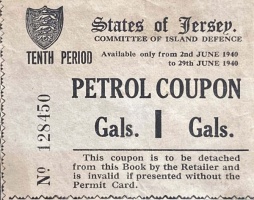 States of Jersey.
COMMITTEE OF ISLAND DEFENCE
TENTH PERIOD
Available only from 2nd JUNE 1940
to 29th JUNE 1940
PETROL COUPON
Gals. 1 Gals.
No 128450
This coupon is to be detached
from this Book by the Retailer and
is invalid if presented without the
Permit Card.